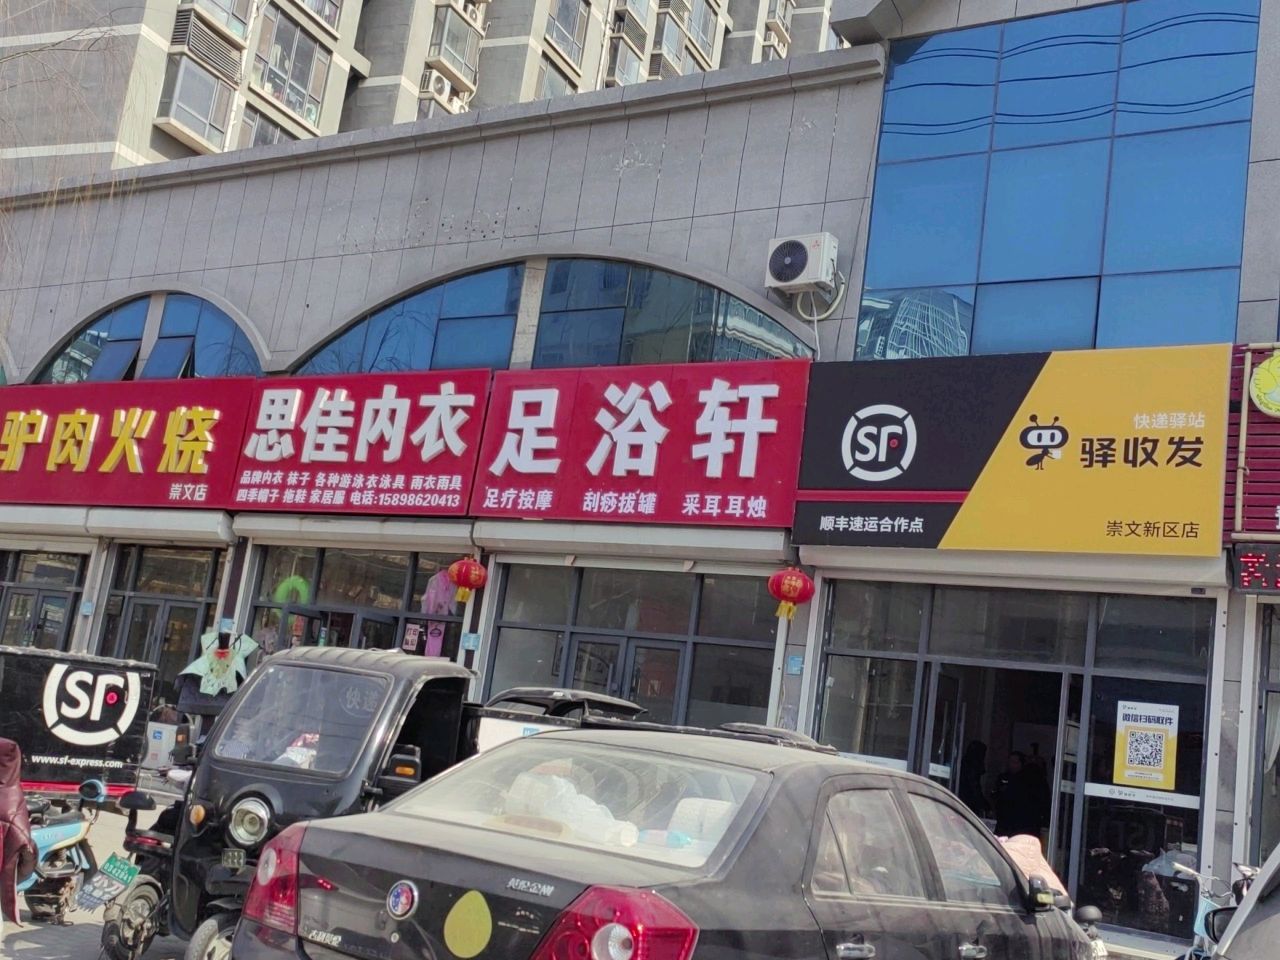 驴肉火烧
崇文店
思佳内衣
品牌内衣 袜子 各种游泳衣泳具 雨衣雨具
四季帽子 拖鞋 家居服 电话:15898620413
足浴轩
足疗按摩 刮痧拔罐 采耳耳烛
SF
顺丰速运合作点
快递驿站
驿收发
崇文新区店
SF
www.sf-express.com
快递
微信扫码取件
英伦金刚